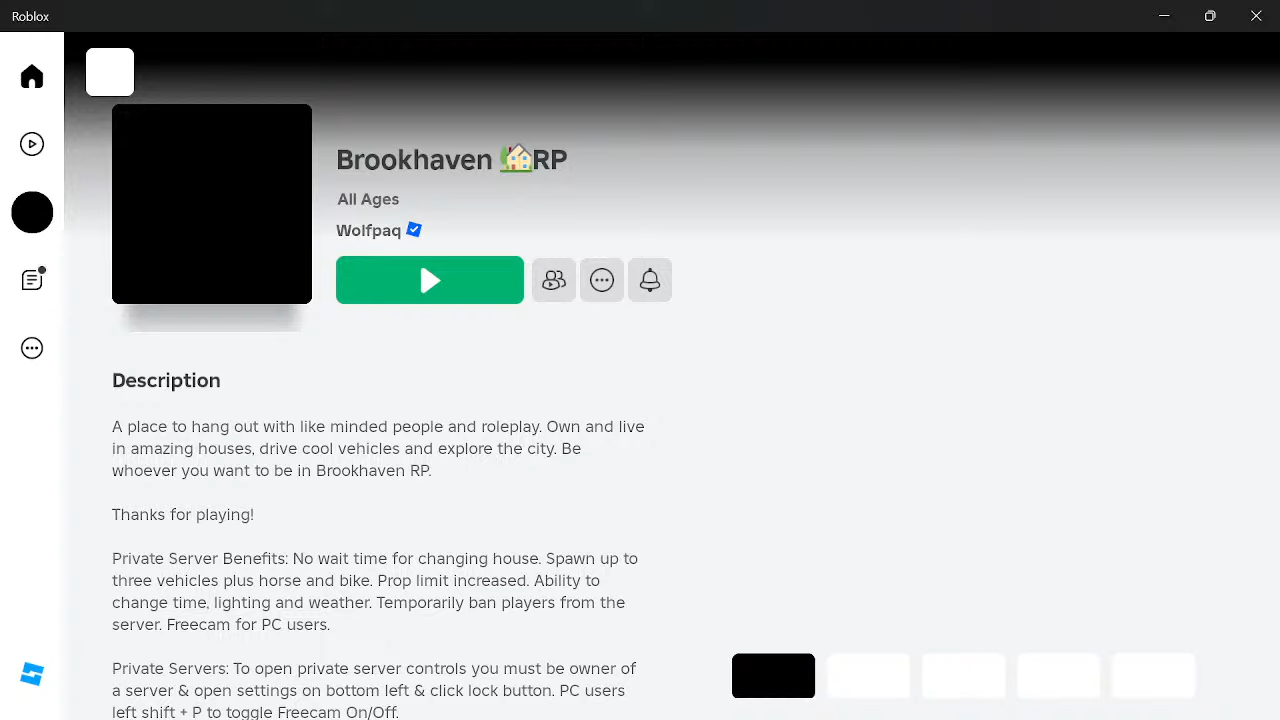 Roblox
Brookhaven 🏡RP
All Ages
Wolfpaq
Description
A place to hang out with like minded people and roleplay. Own and live
in amazing houses, drive cool vehicles and explore the city. Be
whoever you want to be in Brookhaven RP.
Thanks for playing!
Private Server Benefits: No wait time for changing house. Spawn up to
three vehicles plus horse and bike. Prop limit increased. Ability to
change time, lighting and weather. Temporarily ban players from the
server. Freecam for PC users.
Private Servers: To open private server controls you must be owner of
a server & open settings on bottom left & click lock button. PC users
left shift + P to toggle Freecam On/Off.